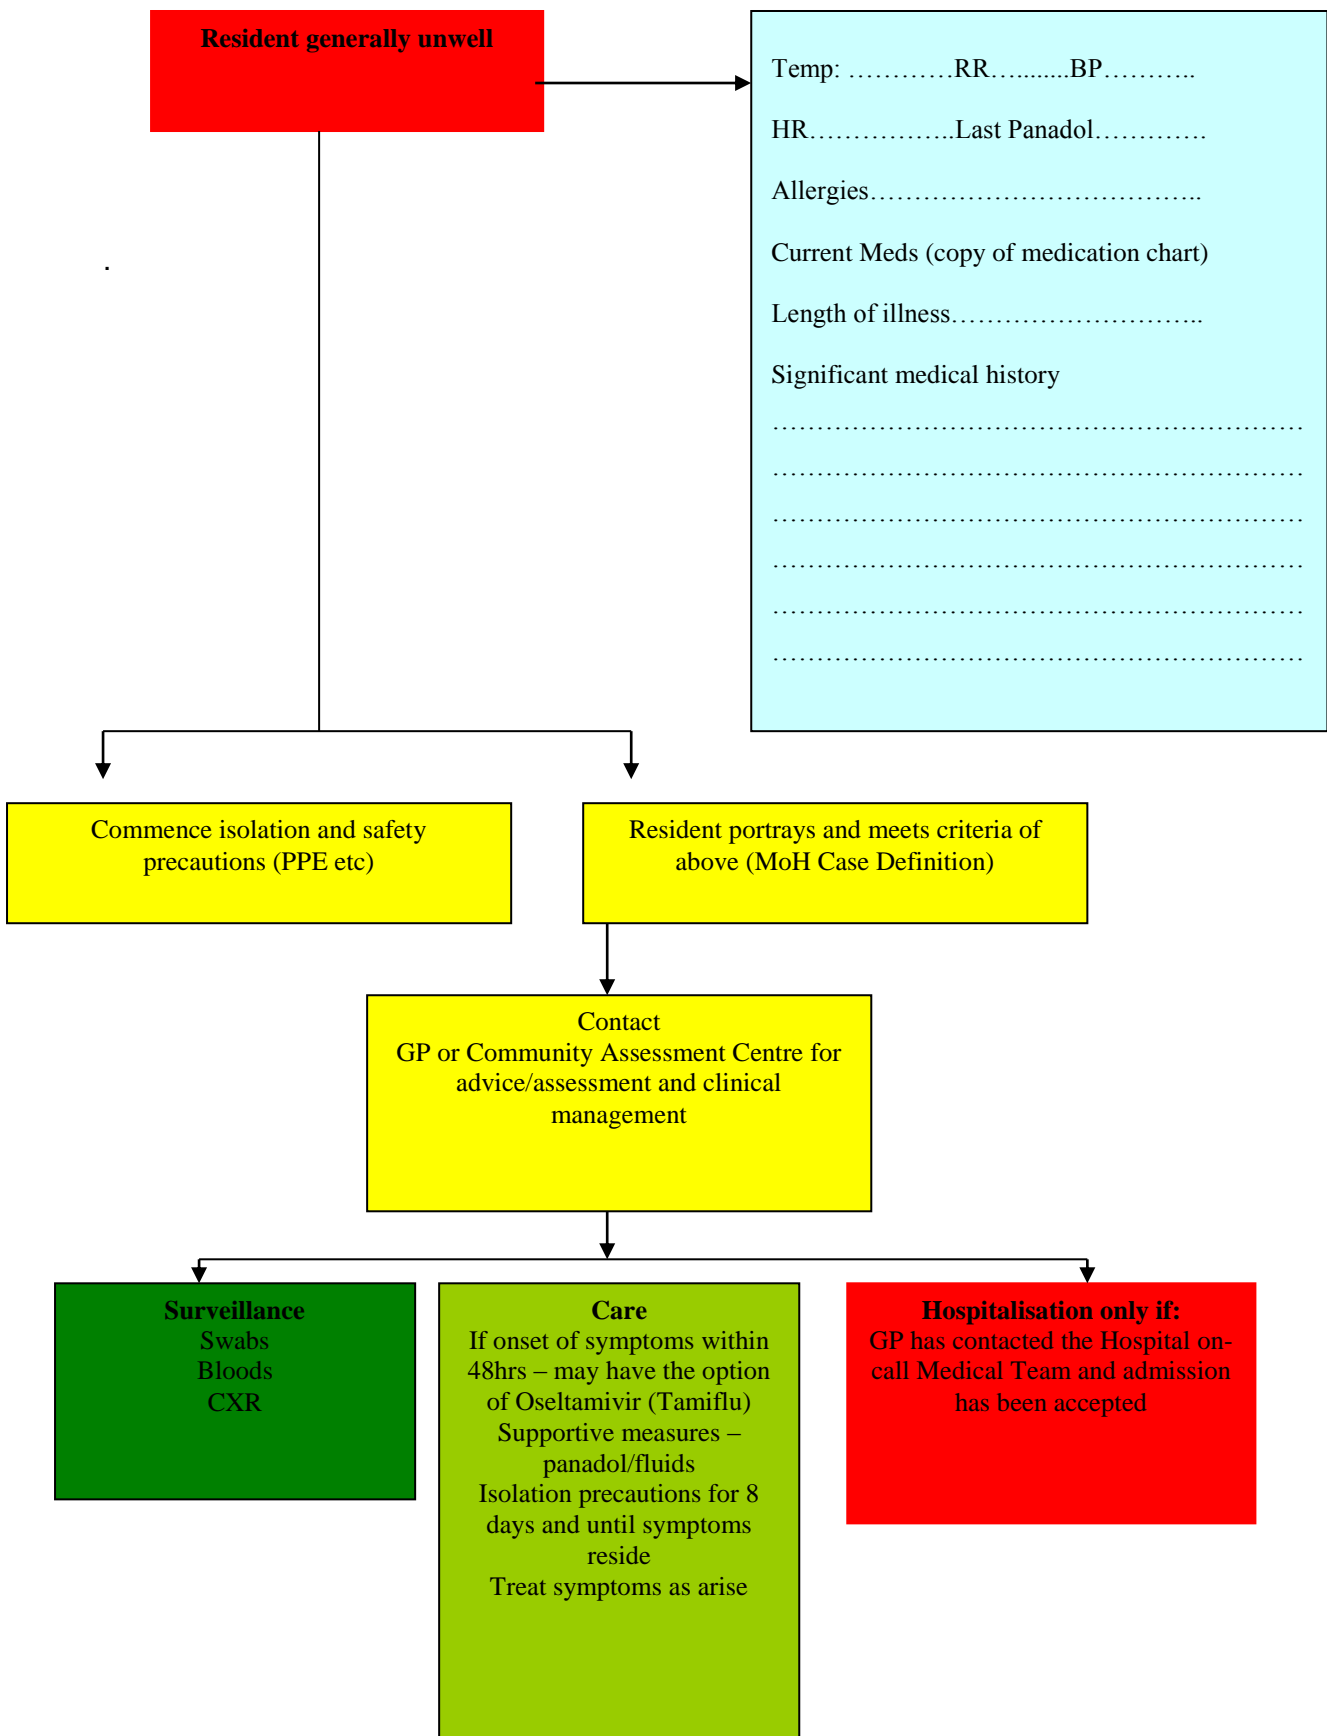 Resident generally unwell
Temp: …………RR…........BP………..
HR……………..Last Panadol………….
Allergies………………………………..
Current Meds (copy of medication chart)
Length of illness………………………..
Significant medical history
……………………………………………………
……………………………………………………
……………………………………………………
……………………………………………………
……………………………………………………
……………………………………………………
.
Commence isolation and safety
precautions (PPE etc)
Resident portrays and meets criteria of
above (MoH Case Definition)
Contact
GP or Community Assessment Centre for
advice/assessment and clinical
management
Surveillance
Swabs
Bloods
CXR
Care
If onset of symptoms within
48hrs – may have the option
of Oseltamivir (Tamiflu)
Supportive measures –
panadol/fluids
Isolation precautions for 8
days and until symptoms
reside
Treat symptoms as arise
Hospitalisation only if:
GP has contacted the Hospital on-
call Medical Team and admission
has been accepted